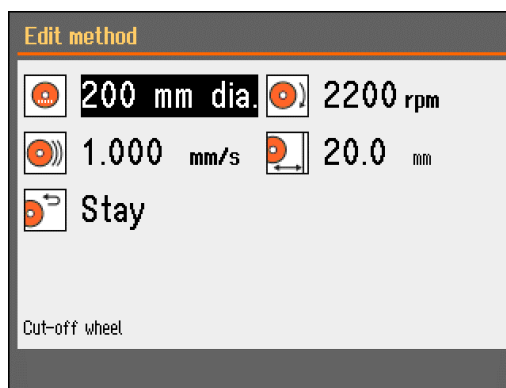 Edit method
200 mm dia. 2200 rpm
1.000 mm/s 20.0 mm
Stay
Cut-off wheel